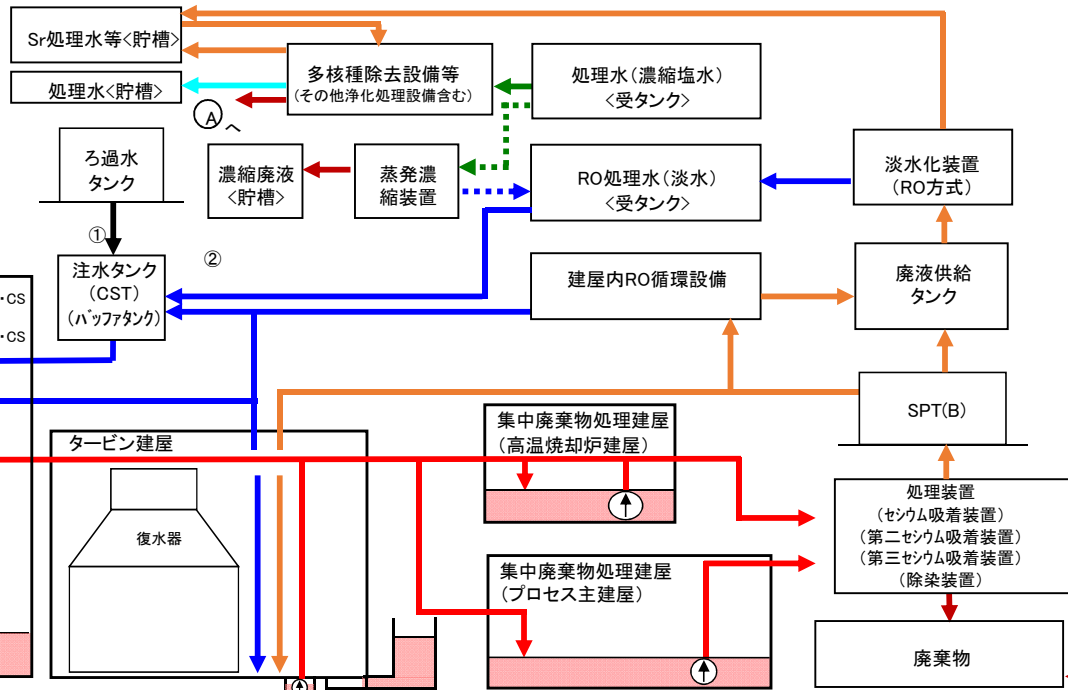 Sr処理水等<貯槽>
処理水<貯槽>
多核種除去設備等
(その他浄化処理設備含む)
処理水(濃縮塩水)
<受タンク>
Aへ
ろ過水
タンク
濃縮廃液
<貯槽>
蒸発濃
縮装置
RO処理水(淡水)
<受タンク>
淡水化装置
(RO方式)
①
②
注水タンク
(CST)
(バッファタンク)
建屋内RO循環設備
廃液供給
タンク
・CS
・CS
SPT(B)
タービン建屋
復水器
集中廃棄物処理建屋
(高温焼却炉建屋)
集中廃棄物処理建屋
(プロセス主建屋)
処理装置
(セシウム吸着装置)
(第二セシウム吸着装置)
(第三セシウム吸着装置)
(除染装置)
廃棄物